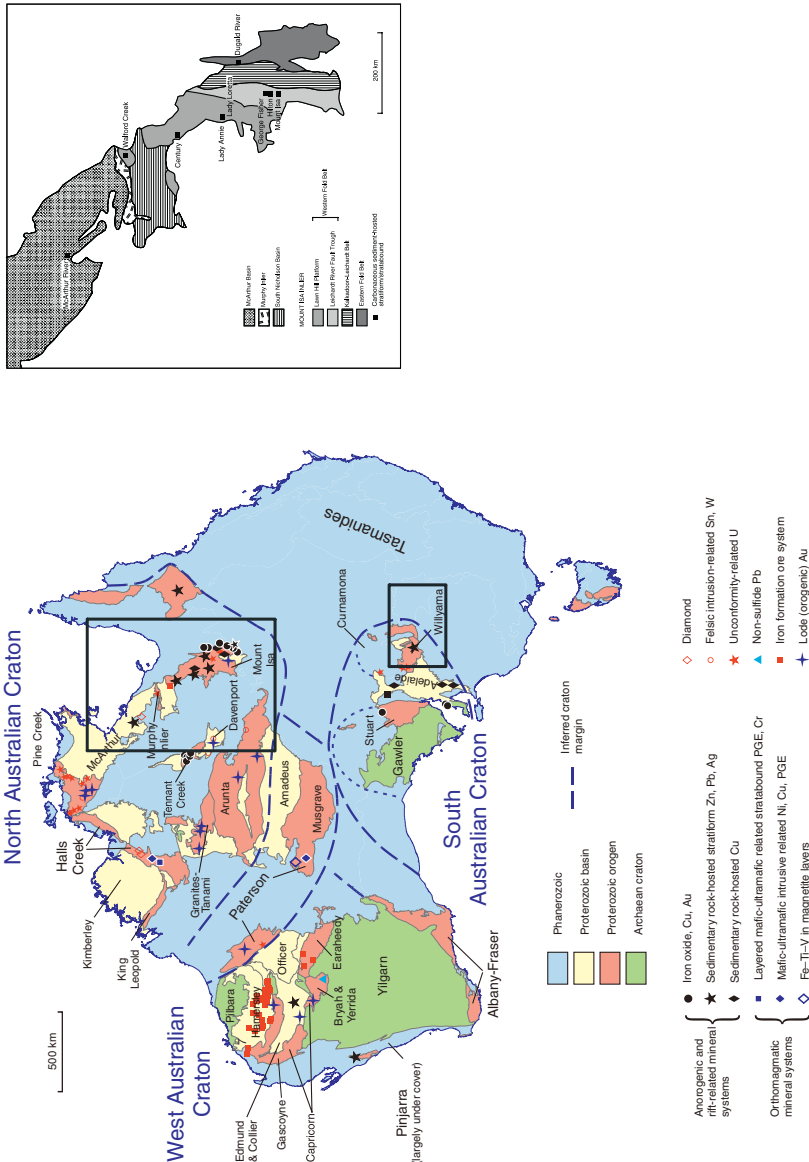 McArthur River
Walford Creek
Century
Lady Annie
Lady Loretta
George Fisher
Hilton
Mount Isa
Dugald River
200 km
McArthur Basin
Murphy Inlier
South Nicholson Basin
MOUNT ISA INLIER
Lawn Hill Platform
Leichardt River Fault Trough
Western Fold Belt
Kalkadoon-Leichardt Belt
Eastern Fold Belt
Carbonaceous sediment-hosted
stratiform/stratabound
North Australian Craton
West Australian
Craton
South
Australian Craton
500 km
Kimberley
King
Leopold
Halls
Creek
Pine Creek
McArthur
Murphy
Inlier
Mount
Isa
Davenport
Tennant
Creek
Granites-
Tanami
Arunta
Amadeus
Musgrave
Paterson
Officer
Earaheedy
Pilbara
Hamersley
Bryah &
Yerrida
Yilgarn
Edmund
& Collier
Gascoyne
Capricorn
Pinjarra
(largely under cover)
Albany-Fraser
Stuart
Gawler
Adelaide
Curnamona
Willyama
Tasmanides
Phanerozoic
Proterozoic basin
Proterozoic orogen
Archaean craton
Inferred craton
margin
Anorogenic and
rift-related mineral
systems
Iron oxide, Cu, Au
Sedimentary rock-hosted stratiform Zn, Pb, Ag
Sedimentary rock-hosted Cu
Orthomagmatic
mineral systems
Layered mafic-ultramafic related stratabound PGE, Cr
Mafic-ultramafic intrusive related Ni, Cu, PGE
Fe–Ti–V in magnetite layers
Diamond
Felsic intrusion-related Sn, W
Unconformity-related U
Non-sulfide Pb
Iron formation ore system
Lode (orogenic) Au